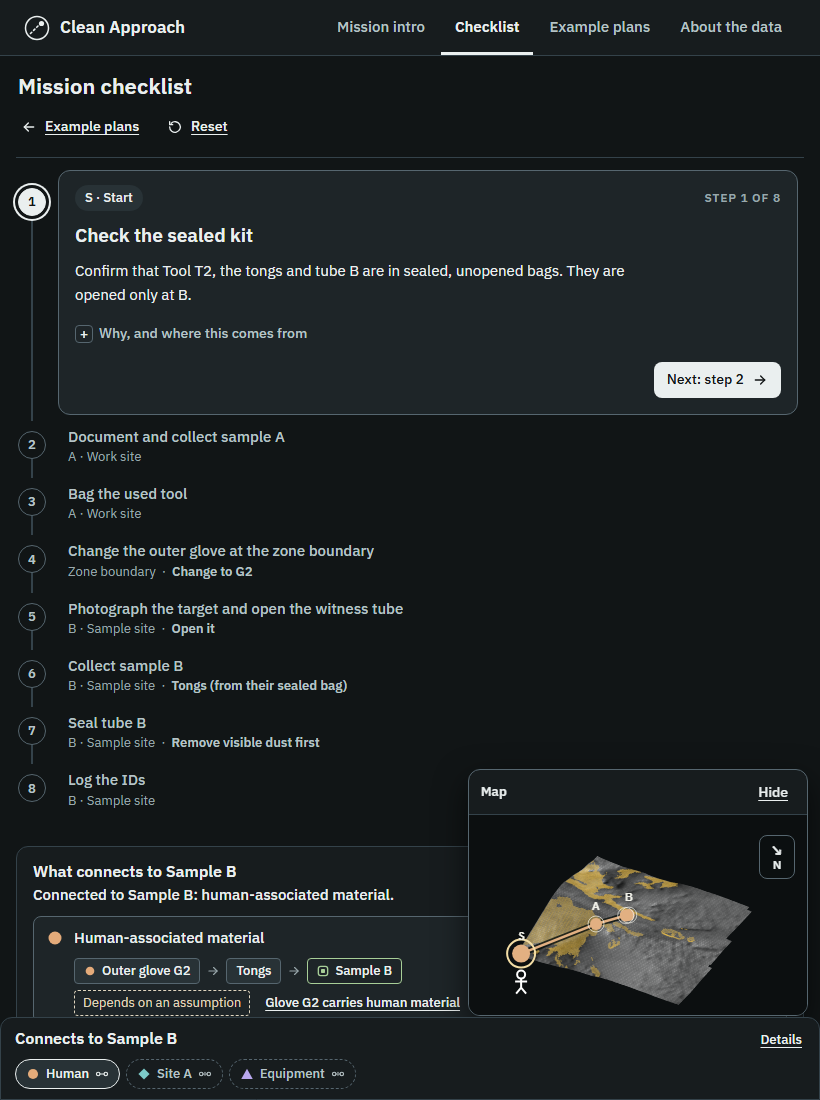 Clean Approach
Mission intro
Checklist
Example plans
About the data
Mission checklist
Example plans
Reset
1
S · Start
STEP 1 OF 8
Check the sealed kit
Confirm that Tool T2, the tongs and tube B are in sealed, unopened bags. They are
opened only at B.
+ Why, and where this comes from
Next: step 2 →
2
Document and collect sample A
A · Work site
3
Bag the used tool
A · Work site
4
Change the outer glove at the zone boundary
Zone boundary · Change to G2
5
Photograph the target and open the witness tube
B · Sample site · Open it
6
Collect sample B
B · Sample site · Tongs (from their sealed bag)
7
Seal tube B
B · Sample site · Remove visible dust first
8
Log the IDs
B · Sample site
Map
Hide
N
A
B
S
What connects to Sample B
Connected to Sample B: human-associated material.
Human-associated material
Outer glove G2 → Tongs → Sample B
Depends on an assumption
Glove G2 carries human material
Connects to Sample B
Details
Human
Site A
Equipment